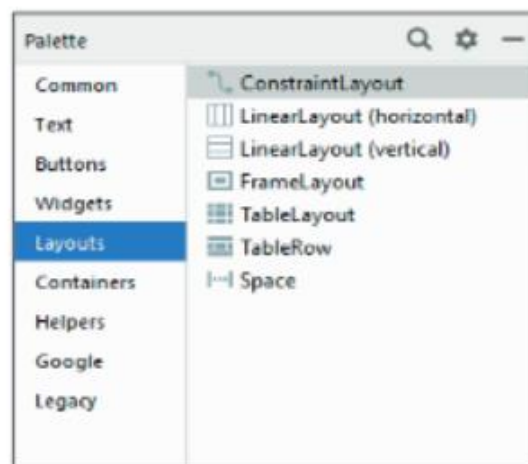 Palette
Common
Text
Buttons
Widgets
Layouts
Containers
Helpers
Google
Legacy
ConstraintLayout
LinearLayout (horizontal)
LinearLayout (vertical)
FrameLayout
TableLayout
TableRow
Space